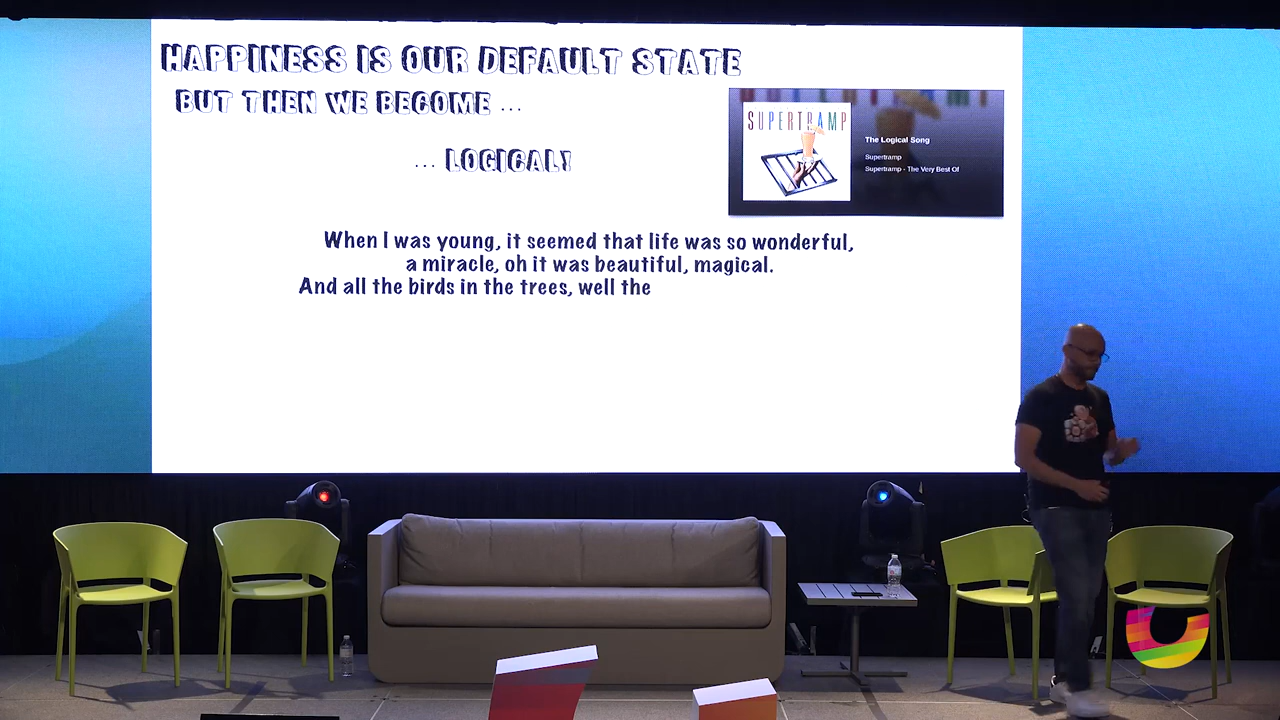 HAPPINESS IS OUR DEFAULT STATE
BUT THEN WE BECOME ...
... LOGICAL!
SUPERTRAMP
The Logical Song
Supertramp
Supertramp - The Very Best Of
When I was young, it seemed that life was so wonderful,
a miracle, oh it was beautiful, magical.
And all the birds in the trees, well the